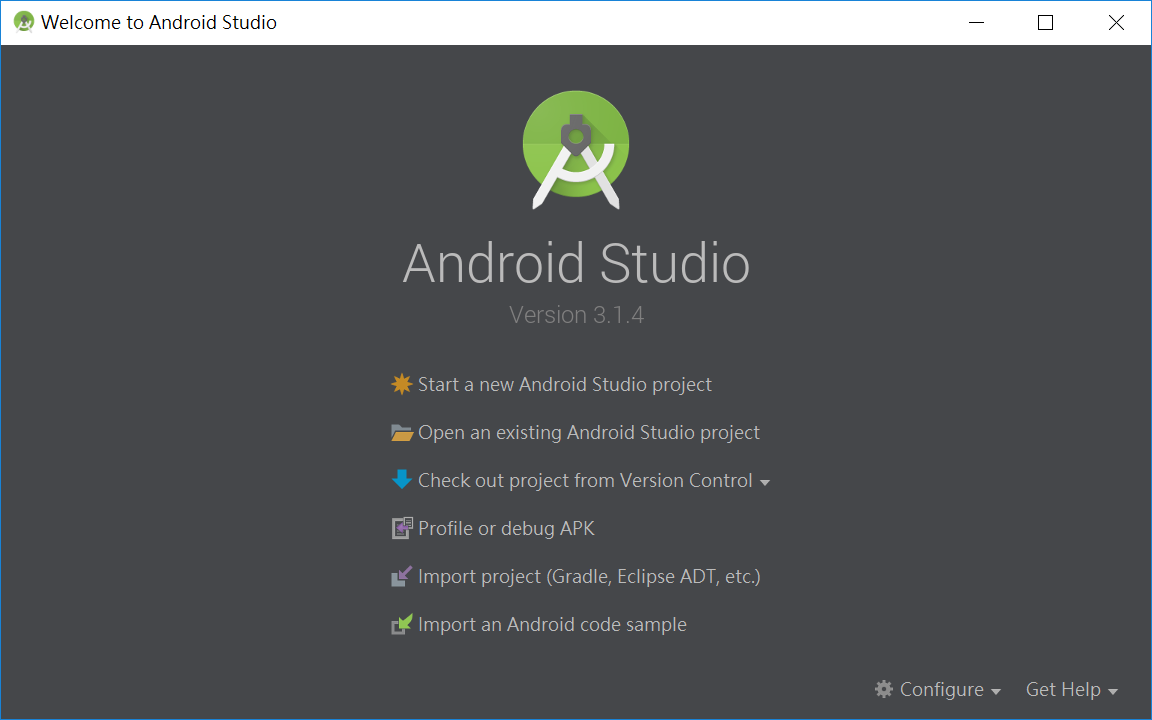 Welcome to Android Studio
Android Studio
Version 3.1.4
Start a new Android Studio project
Open an existing Android Studio project
Check out project from Version Control
Profile or debug APK
Import project (Gradle, Eclipse ADT, etc.)
Import an Android code sample
Configure Get Help